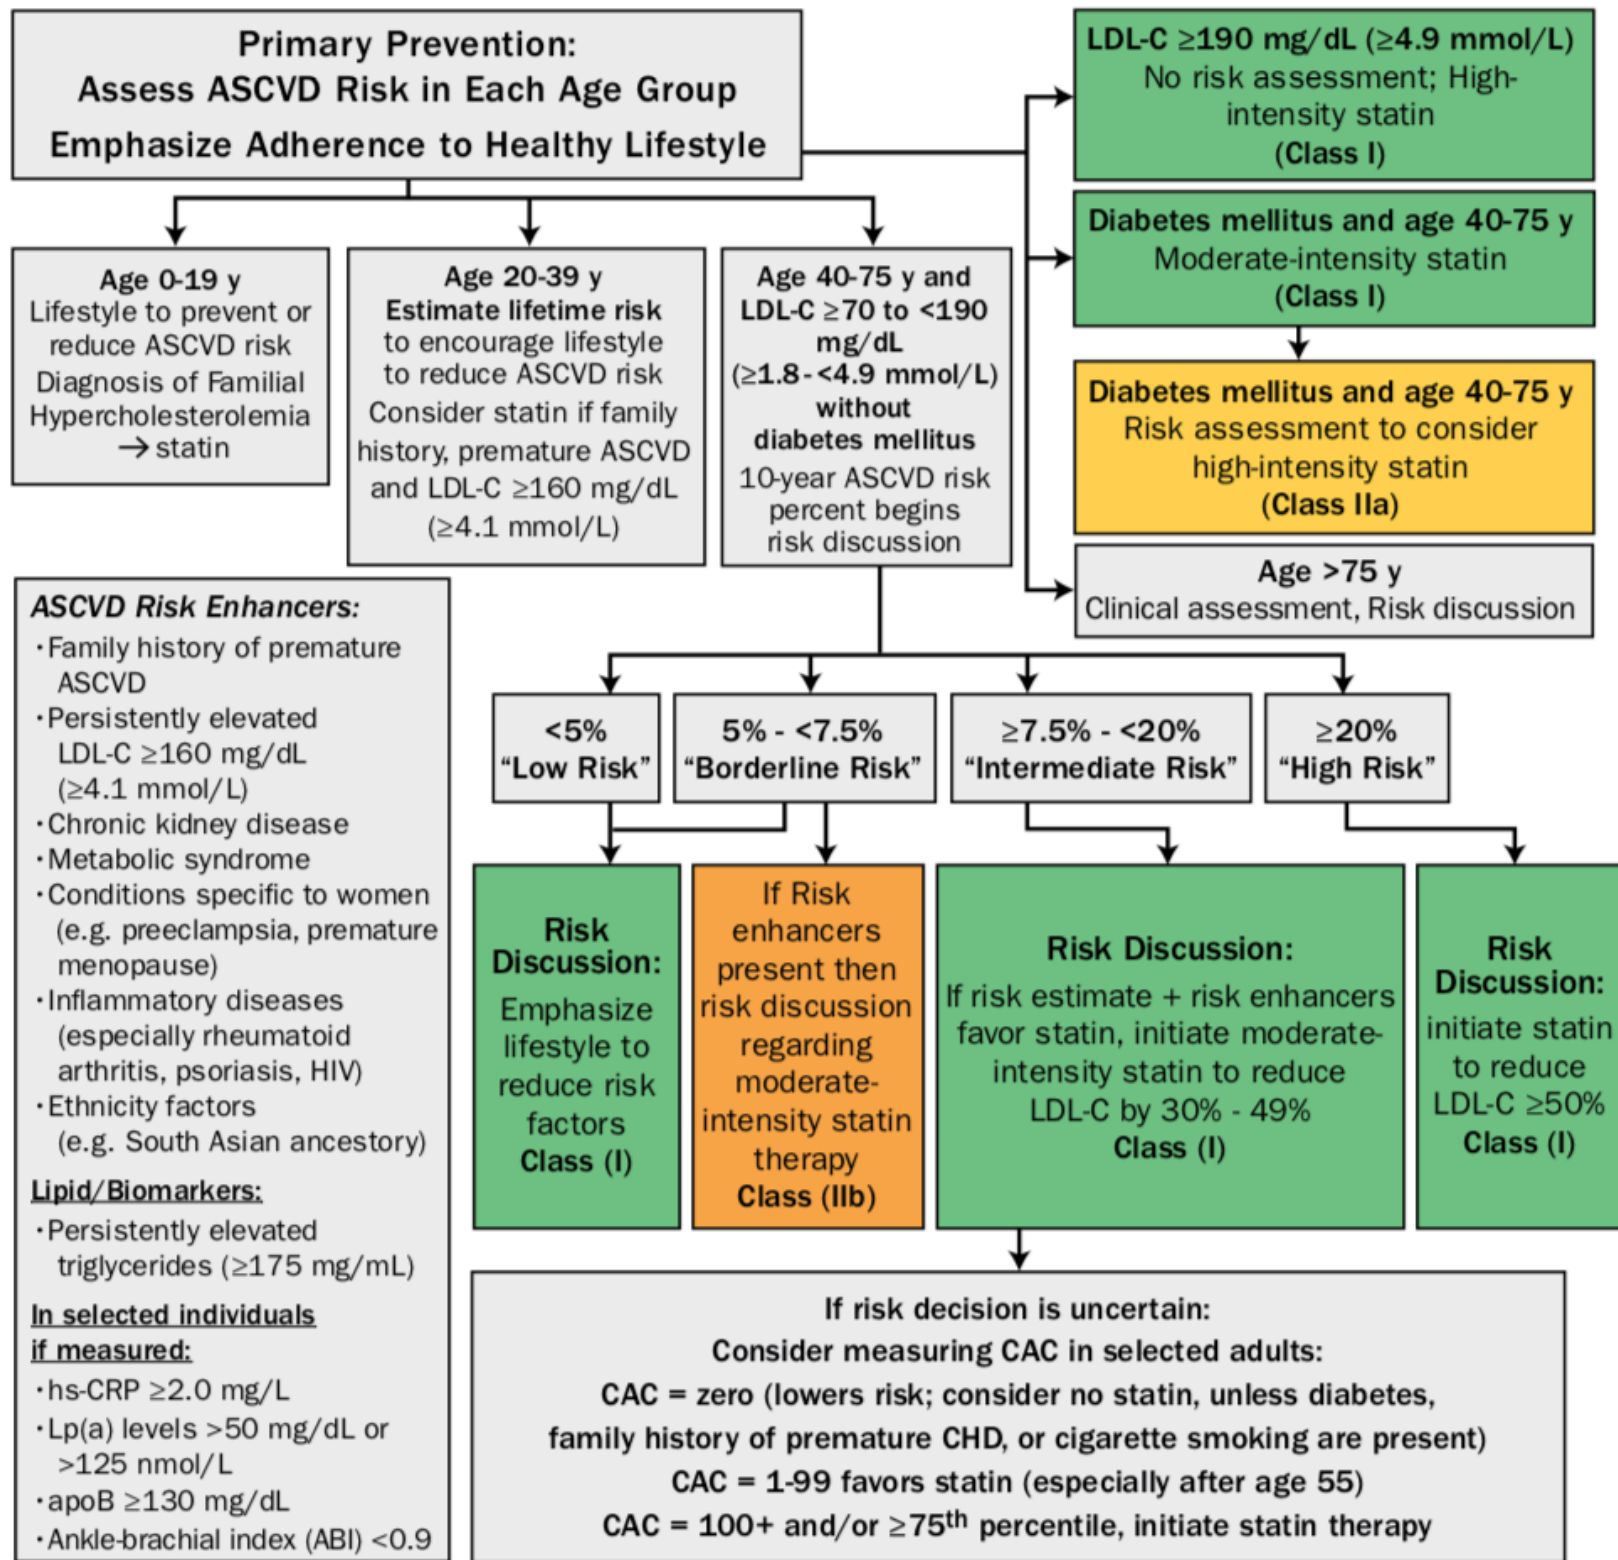 Primary Prevention:
Assess ASCVD Risk in Each Age Group
Emphasize Adherence to Healthy Lifestyle
LDL-C ≥190 mg/dL (≥4.9 mmol/L)
No risk assessment; High-
intensity statin
(Class I)
Diabetes mellitus and age 40-75 y
Moderate-intensity statin
(Class I)
Diabetes mellitus and age 40-75 y
Risk assessment to consider
high-intensity statin
(Class IIa)
Age >75 y
Clinical assessment, Risk discussion
Age 0-19 y
Lifestyle to prevent or
reduce ASCVD risk
Diagnosis of Familial
Hypercholesterolemia
→ statin
Age 20-39 y
Estimate lifetime risk
to encourage lifestyle
to reduce ASCVD risk
Consider statin if family
history, premature ASCVD
and LDL-C ≥160 mg/dL
(≥4.1 mmol/L)
Age 40-75 y and
LDL-C ≥70 to <190
mg/dL
(≥1.8-<4.9 mmol/L)
without
diabetes mellitus
10-year ASCVD risk
percent begins
risk discussion
ASCVD Risk Enhancers:
·Family history of premature
ASCVD
·Persistently elevated
LDL-C ≥160 mg/dL
(≥4.1 mmol/L)
·Chronic kidney disease
·Metabolic syndrome
·Conditions specific to women
(e.g. preeclampsia, premature
menopause)
·Inflammatory diseases
(especially rheumatoid
arthritis, psoriasis, HIV)
·Ethnicity factors
(e.g. South Asian ancestory)
Lipid/Biomarkers:
·Persistently elevated
triglycerides (≥175 mg/mL)
In selected individuals
if measured:
·hs-CRP ≥2.0 mg/L
·Lp(a) levels >50 mg/dL or
>125 nmol/L
·apoB ≥130 mg/dL
·Ankle-brachial index (ABI) <0.9
<5%
“Low Risk”
5% - <7.5%
“Borderline Risk”
≥7.5% - <20%
“Intermediate Risk”
≥20%
“High Risk”
Risk
Discussion:
Emphasize
lifestyle to
reduce risk
factors
Class (I)
If Risk
enhancers
present then
risk discussion
regarding
moderate-
intensity statin
therapy
Class (IIb)
Risk Discussion:
If risk estimate + risk enhancers
favor statin, initiate moderate-
intensity statin to reduce
LDL-C by 30% - 49%
Class (I)
Risk
Discussion:
initiate statin
to reduce
LDL-C ≥50%
Class (I)
If risk decision is uncertain:
Consider measuring CAC in selected adults:
CAC = zero (lowers risk; consider no statin, unless diabetes,
family history of premature CHD, or cigarette smoking are present)
CAC = 1-99 favors statin (especially after age 55)
CAC = 100+ and/or ≥75th percentile, initiate statin therapy